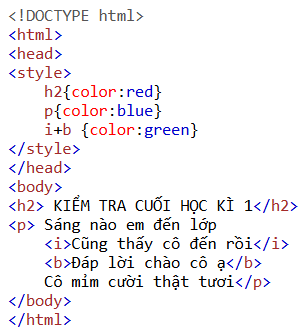 <!DOCTYPE html>
<html>
<head>
<style>
h2{color:red}
p{color:blue}
i+b {color:green}
</style>
</head>
<body>
<h2> KIỂM TRA CUỐI HỌC KÌ 1</h2>
<p> Sáng nào em đến lớp
<i>Cũng thấy cô đến rồi</i>
<b>Đáp lời chào cô ạ</b>
Cô mỉm cười thật tươi</p>
</body>
</html>